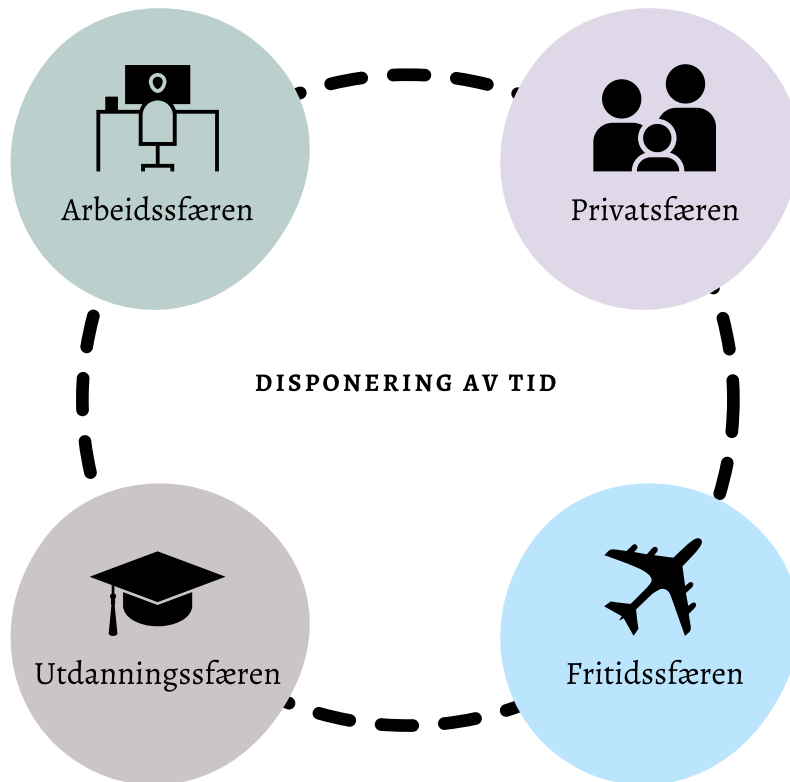 Arbeidssfæren
Privatsfæren
DISPONERING AV TID
Utdanningssfæren
Fritidssfæren